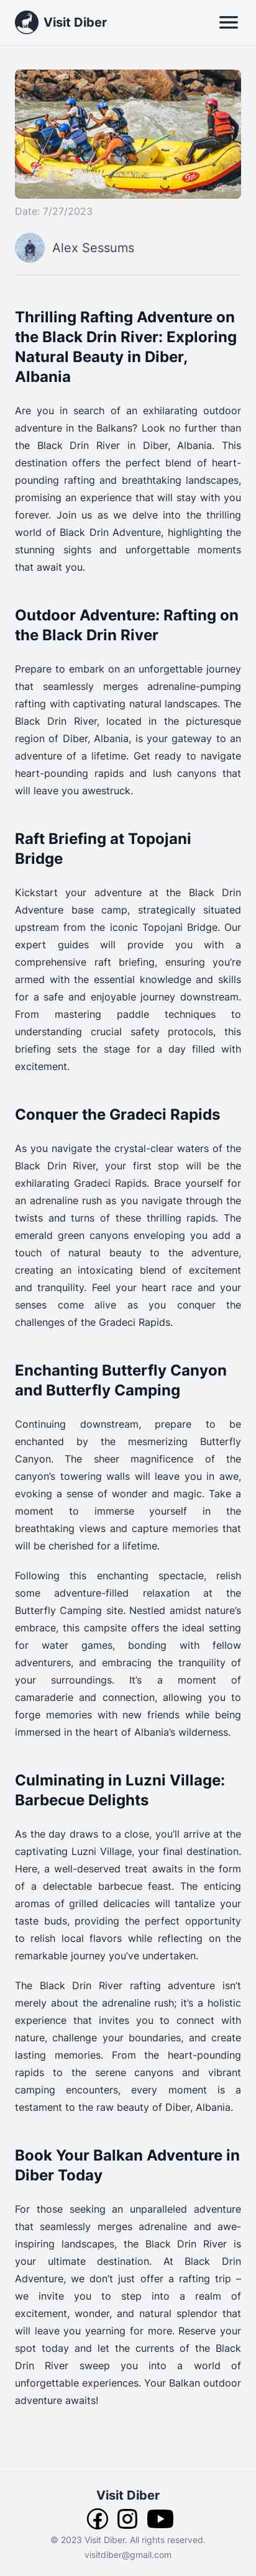 Visit Diber
Date: 7/27/2023
Alex Sessums
Thrilling Rafting Adventure on
the Black Drin River: Exploring
Natural Beauty in Diber,
Albania
Are you in search of an exhilarating outdoor
adventure in the Balkans? Look no further than
the Black Drin River in Diber, Albania. This
destination offers the perfect blend of heart-
pounding rafting and breathtaking landscapes,
promising an experience that will stay with you
forever. Join us as we delve into the thrilling
world of Black Drin Adventure, highlighting the
stunning sights and unforgettable moments
that await you.
Outdoor Adventure: Rafting on
the Black Drin River
Prepare to embark on an unforgettable journey
that seamlessly merges adrenaline-pumping
rafting with captivating natural landscapes. The
Black Drin River, located in the picturesque
region of Diber, Albania, is your gateway to an
adventure of a lifetime. Get ready to navigate
heart-pounding rapids and lush canyons that
will leave you awestruck.
Raft Briefing at Topojani
Bridge
Kickstart your adventure at the Black Drin
Adventure base camp, strategically situated
upstream from the iconic Topojani Bridge. Our
expert guides will provide you with a
comprehensive raft briefing, ensuring you’re
armed with the essential knowledge and skills
for a safe and enjoyable journey downstream.
From mastering paddle techniques to
understanding crucial safety protocols, this
briefing sets the stage for a day filled with
excitement.
Conquer the Gradeci Rapids
As you navigate the crystal-clear waters of the
Black Drin River, your first stop will be the
exhilarating Gradeci Rapids. Brace yourself for
an adrenaline rush as you navigate through the
twists and turns of these thrilling rapids. The
emerald green canyons enveloping you add a
touch of natural beauty to the adventure,
creating an intoxicating blend of excitement
and tranquility. Feel your heart race and your
senses come alive as you conquer the
challenges of the Gradeci Rapids.
Enchanting Butterfly Canyon
and Butterfly Camping
Continuing downstream, prepare to be
enchanted by the mesmerizing Butterfly
Canyon. The sheer magnificence of the
canyon’s towering walls will leave you in awe,
evoking a sense of wonder and magic. Take a
moment to immerse yourself in the
breathtaking views and capture memories that
will be cherished for a lifetime.
Following this enchanting spectacle, relish
some adventure-filled relaxation at the
Butterfly Camping site. Nestled amidst nature’s
embrace, this campsite offers the ideal setting
for water games, bonding with fellow
adventurers, and embracing the tranquility of
your surroundings. It’s a moment of
camaraderie and connection, allowing you to
forge memories with new friends while being
immersed in the heart of Albania’s wilderness.
Culminating in Luzni Village:
Barbecue Delights
As the day draws to a close, you’ll arrive at the
captivating Luzni Village, your final destination.
Here, a well-deserved treat awaits in the form
of a delectable barbecue feast. The enticing
aromas of grilled delicacies will tantalize your
taste buds, providing the perfect opportunity
to relish local flavors while reflecting on the
remarkable journey you’ve undertaken.
The Black Drin River rafting adventure isn’t
merely about the adrenaline rush; it’s a holistic
experience that invites you to connect with
nature, challenge your boundaries, and create
lasting memories. From the heart-pounding
rapids to the serene canyons and vibrant
camping encounters, every moment is a
testament to the raw beauty of Diber, Albania.
Book Your Balkan Adventure in
Diber Today
For those seeking an unparalleled adventure
that seamlessly merges adrenaline and awe-
inspiring landscapes, the Black Drin River is
your ultimate destination. At Black Drin
Adventure, we don’t just offer a rafting trip –
we invite you to step into a realm of
excitement, wonder, and natural splendor that
will leave you yearning for more. Reserve your
spot today and let the currents of the Black
Drin River sweep you into a world of
unforgettable experiences. Your Balkan outdoor
adventure awaits!
Visit Diber
© 2023 Visit Diber. All rights reserved.
visitdiber@gmail.com